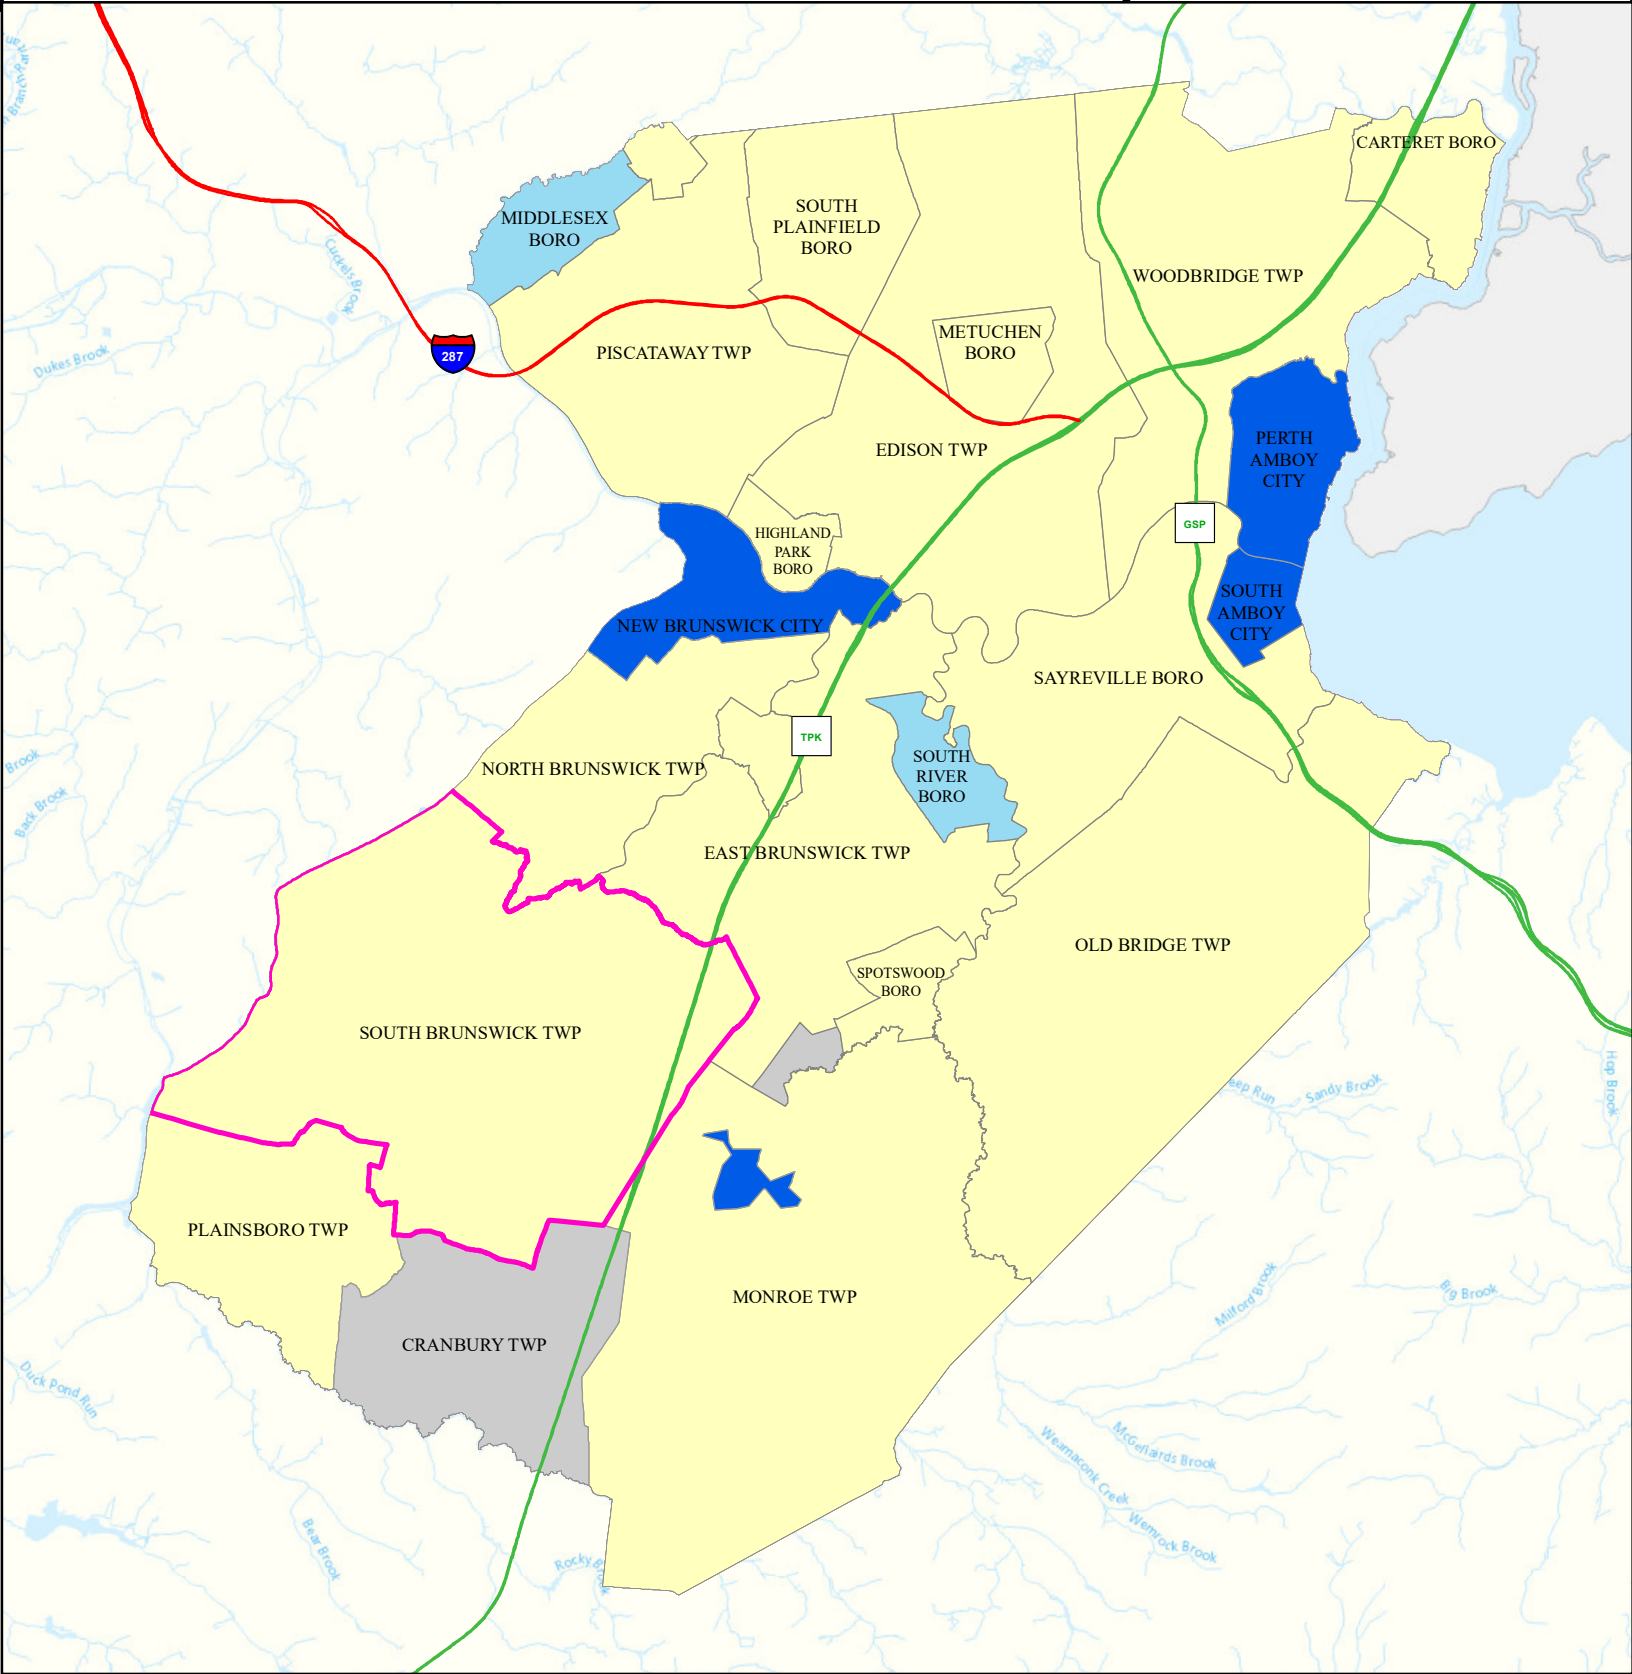 CARTERET BORO
MIDDLESEX
BORO
SOUTH
PLAINFIELD
BORO
WOODBRIDGE TWP
Cuckels Brook
Dukes Brook
287
PISCATAWAY TWP
METUCHEN
BORO
EDISON TWP
PERTH
AMBOY
CITY
GSP
HIGHLAND
PARK
BORO
SOUTH
AMBOY
CITY
NEW BRUNSWICK CITY
SAYREVILLE BORO
TPK
SOUTH
RIVER
BORO
NORTH BRUNSWICK TWP
Brook
Back Brook
EAST BRUNSWICK TWP
OLD BRIDGE TWP
SPOTSWOOD
BORO
SOUTH BRUNSWICK TWP
eep Run
Sandy Brook
Hop Brook
PLAINSBORO TWP
MONROE TWP
Milford Brook
Big Brook
CRANBURY TWP
Duck Pond Run
Weamaconk Creek
Wemrock Brook
Bear Brook
Rocky Brook